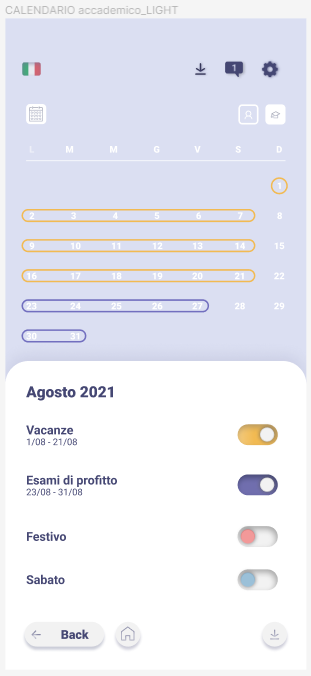 CALENDARIO accademico_LIGHT
1
L M M G V S D
1
2 3 4 5 6 7 8
9 10 11 12 13 14 15
16 17 18 19 20 21 22
23 24 25 26 27 28 29
30 31
Agosto 2021
Vacanze
1/08 - 21/08
Esami di profitto
23/08 - 31/08
Festivo
Sabato
Back